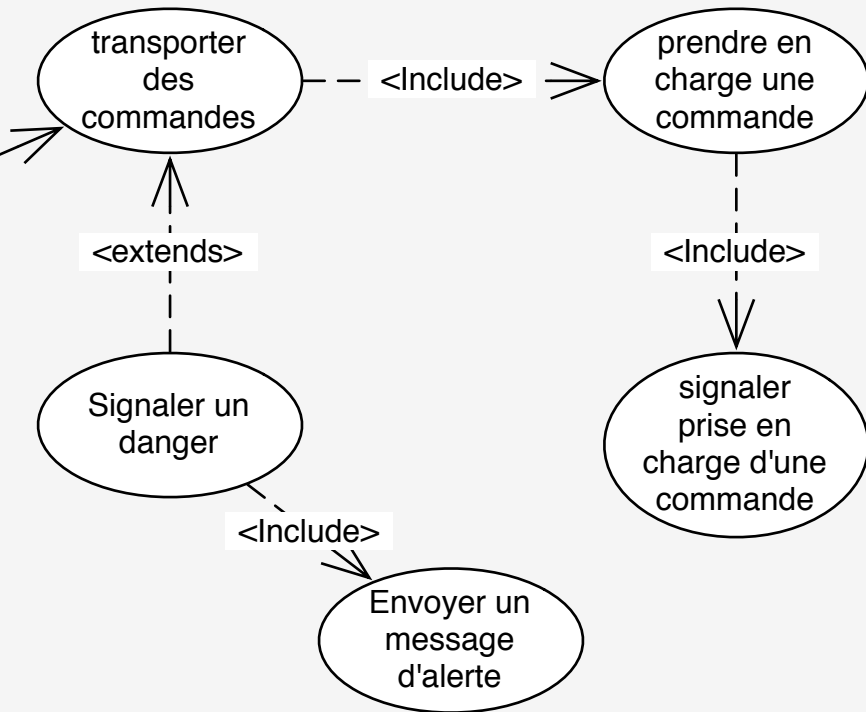 transporter
des
commandes
<Include>
prendre en
charge une
commande
<extends>
<Include>
Signaler un
danger
signaler
prise en
charge d'une
commande
<Include>
Envoyer un
message
d'alerte